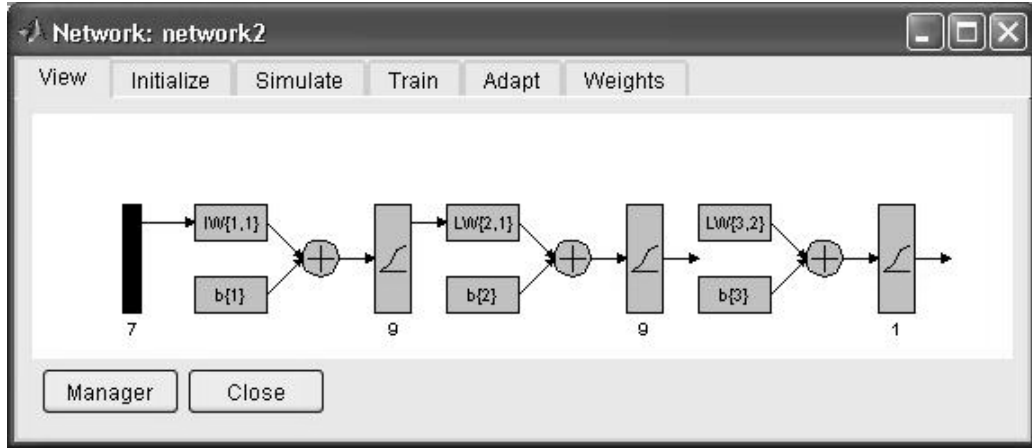 Network: network2
View Initialize Simulate Train Adapt Weights
IW{1,1} LW{2,1} LW{3,2}
b{1} b{2} b{3}
7 9 9 1
Manager Close